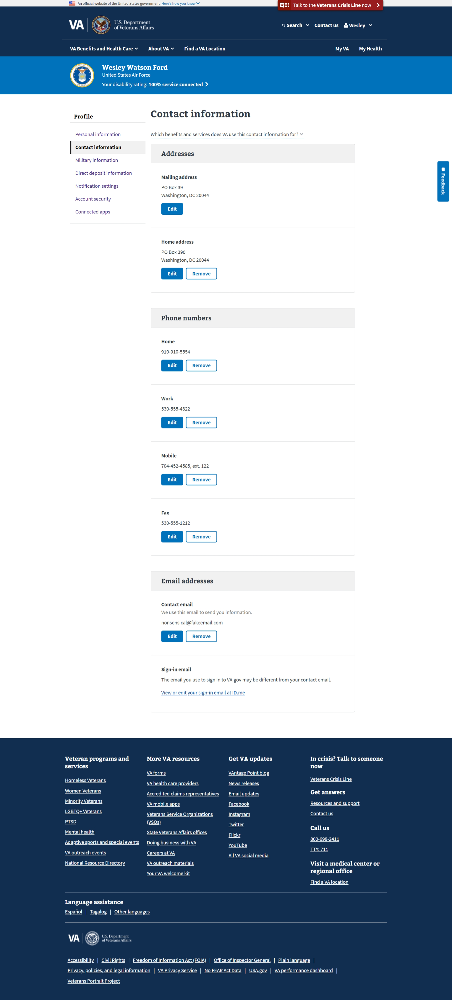 An official website of the United States government Here's how you know
Talk to the Veterans Crisis Line now
VA
U.S. Department
of Veterans Affairs
Search
Contact us
Wesley
VA Benefits and Health Care
About VA
Find a VA Location
My VA
My Health
Wesley Watson Ford
United States Air Force
Your disability rating: 100% service connected
Profile
Personal information
Contact information
Military information
Direct deposit information
Notification settings
Account security
Connected apps
Contact information
Which benefits and services does VA use this contact information for?
Addresses
Mailing address
PO Box 39
Washington, DC 20044
Edit
Home address
PO Box 390
Washington, DC 20044
Edit Remove
Phone numbers
Home
910-910-5554
Edit Remove
Work
530-555-4322
Edit Remove
Mobile
704-452-4585, ext. 122
Edit Remove
Fax
530-555-1212
Edit Remove
Email addresses
Contact email
We use this email to send you information.
nonsensical@fakeemail.com
Edit Remove
Sign-in email
The email you use to sign in to VA.gov may be different from your contact email.
View or edit your sign-in email at ID.me
Feedback
Veteran programs and
services
Homeless Veterans
Women Veterans
Minority Veterans
LGBTQ+ Veterans
PTSD
Mental health
Adaptive sports and special events
VA outreach events
National Resource Directory
More VA resources
VA forms
VA health care providers
Accredited claims representatives
VA mobile apps
Veterans Service Organizations
(VSOs)
State Veterans Affairs offices
Doing business with VA
Careers at VA
VA outreach materials
Your VA welcome kit
Get VA updates
VAntage Point blog
News releases
Email updates
Facebook
Instagram
Twitter
Flickr
YouTube
All VA social media
In crisis? Talk to someone
now
Veterans Crisis Line
Get answers
Resources and support
Contact us
Call us
800-698-2411
TTY: 711
Visit a medical center or
regional office
Find a VA location
Language assistance
Español | Tagalog | Other languages
VA
U.S. Department
of Veterans Affairs
Accessibility | Civil Rights | Freedom of Information Act (FOIA) | Office of Inspector General | Plain language |
Privacy, policies, and legal information | VA Privacy Service | No FEAR Act Data | USA.gov | VA performance dashboard |
Veterans Portrait Project